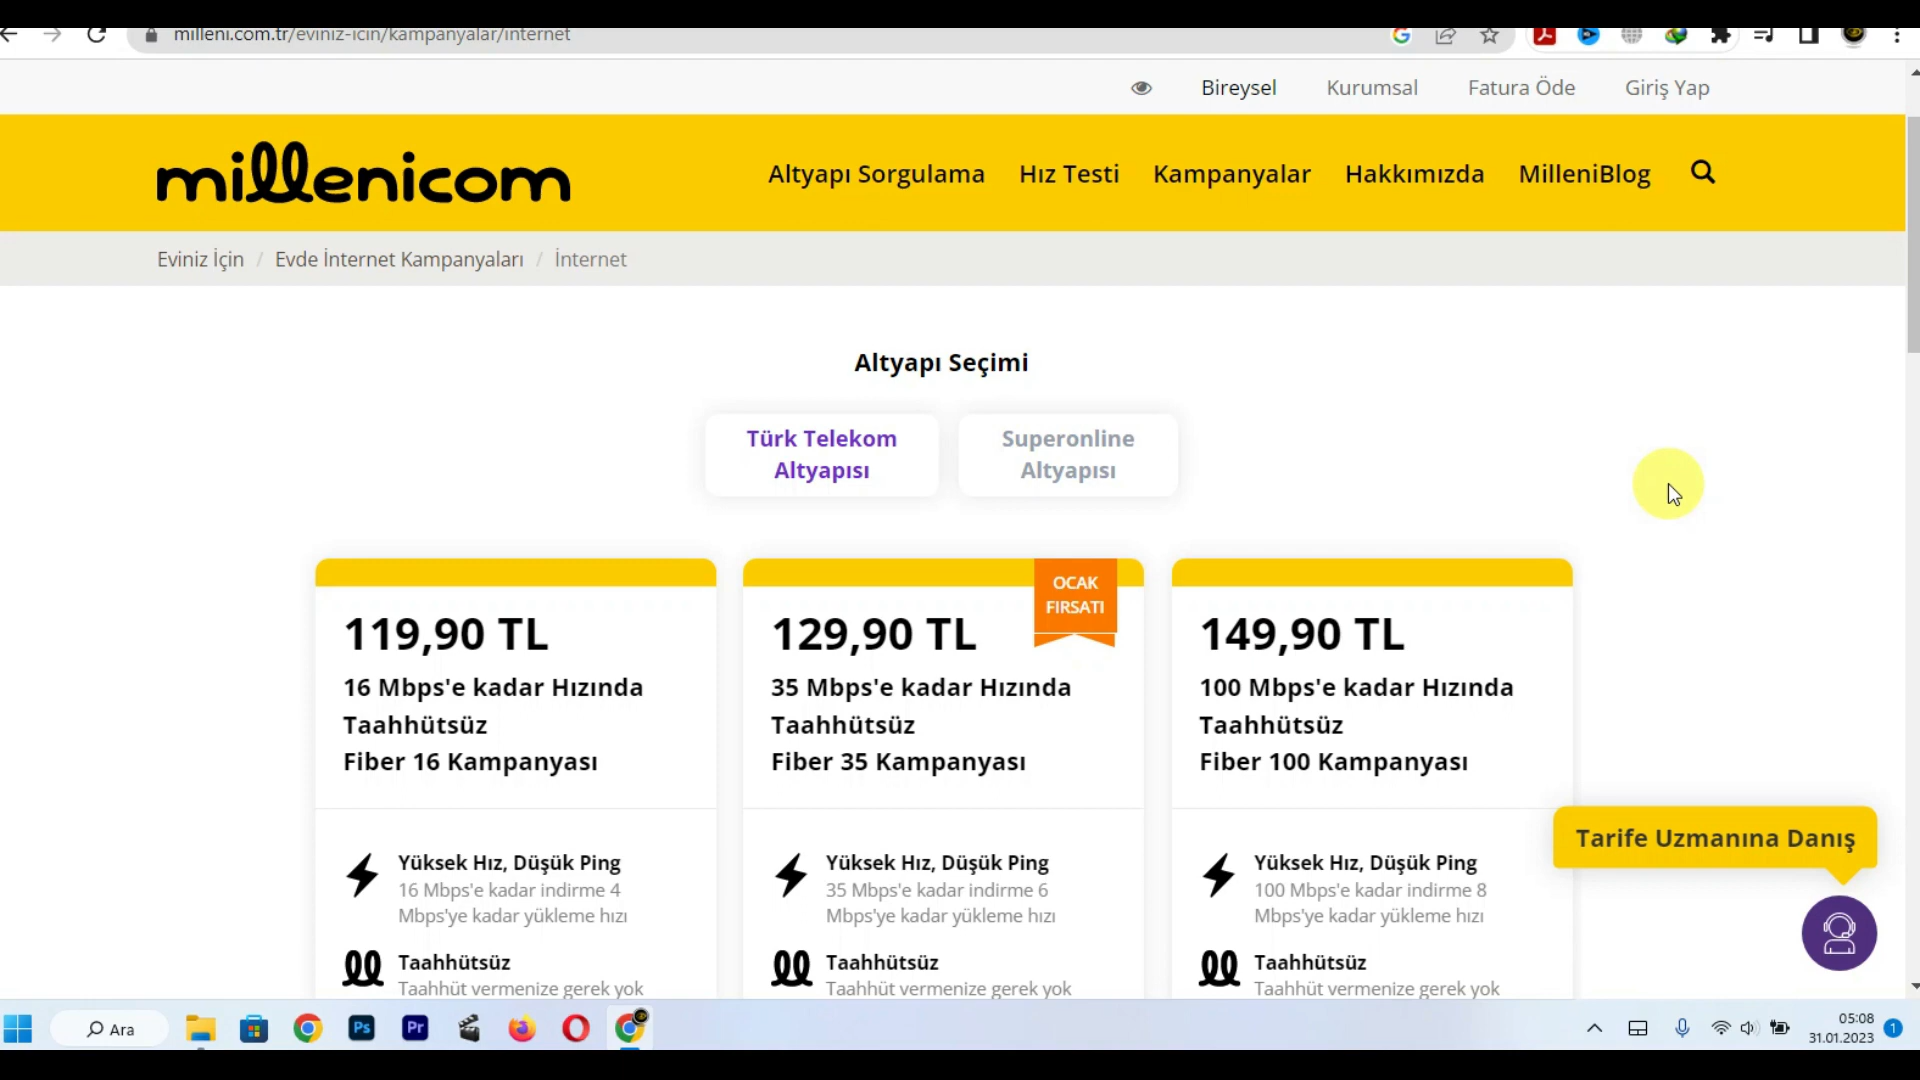 milleni.com.tr/eviniz-icin/kampanyalar/internet
Bireysel Kurumsal Fatura Öde Giriş Yap
millenicom
Altyapı Sorgulama Hız Testi Kampanyalar Hakkımızda MilleniBlog
Eviniz İçin / Evde İnternet Kampanyaları / İnternet
Altyapı Seçimi
Türk Telekom
Altyapısı
Superonline
Altyapısı
119,90 TL
16 Mbps'e kadar Hızında
Taahhütsüz
Fiber 16 Kampanyası
Yüksek Hız, Düşük Ping
16 Mbps'e kadar indirme 4
Mbps'ye kadar yükleme hızı
Taahhütsüz
Taahhüt vermenize gerek yok
OCAK
FIRSATI
129,90 TL
35 Mbps'e kadar Hızında
Taahhütsüz
Fiber 35 Kampanyası
Yüksek Hız, Düşük Ping
35 Mbps'e kadar indirme 6
Mbps'ye kadar yükleme hızı
Taahhütsüz
Taahhüt vermenize gerek yok
149,90 TL
100 Mbps'e kadar Hızında
Taahhütsüz
Fiber 100 Kampanyası
Yüksek Hız, Düşük Ping
100 Mbps'e kadar indirme 8
Mbps'ye kadar yükleme hızı
Taahhütsüz
Taahhüt vermenize gerek yok
Tarife Uzmanına Danış
Ara
Ps
Pr
05:08
31.01.2023
1